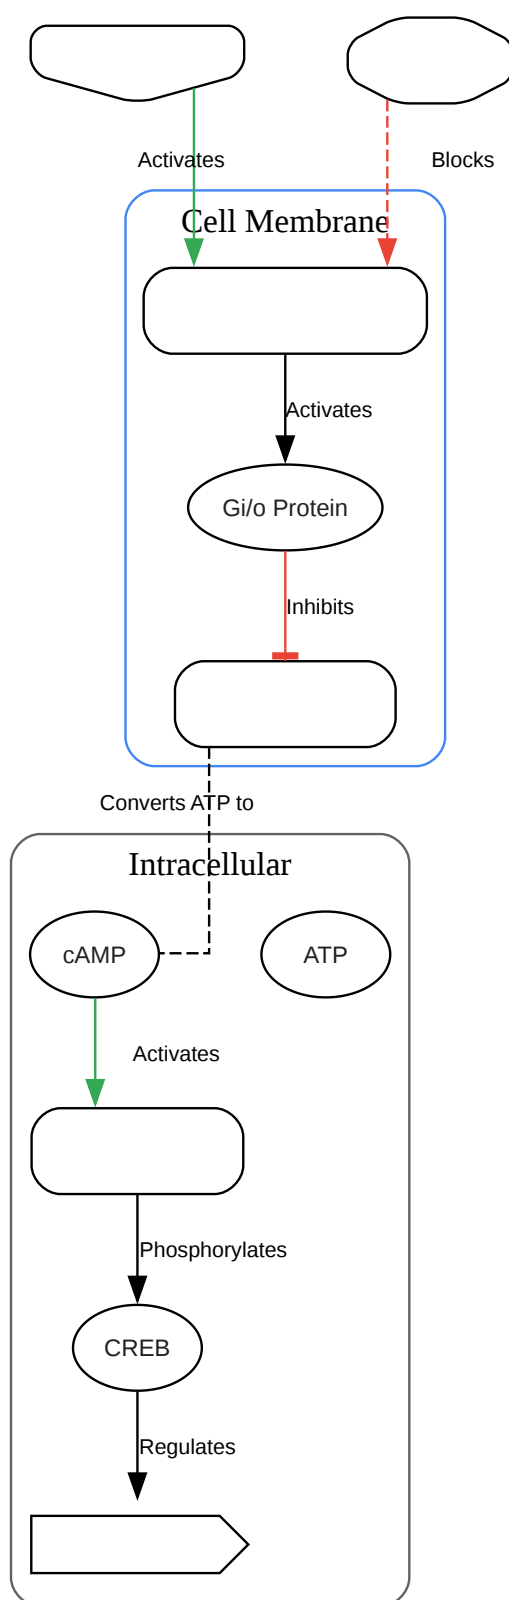 Activates
Blocks
Cell Membrane
Activates
Gi/o Protein
Inhibits
Converts ATP to
Intracellular
cAMP
ATP
Activates
Phosphorylates
CREB
Regulates